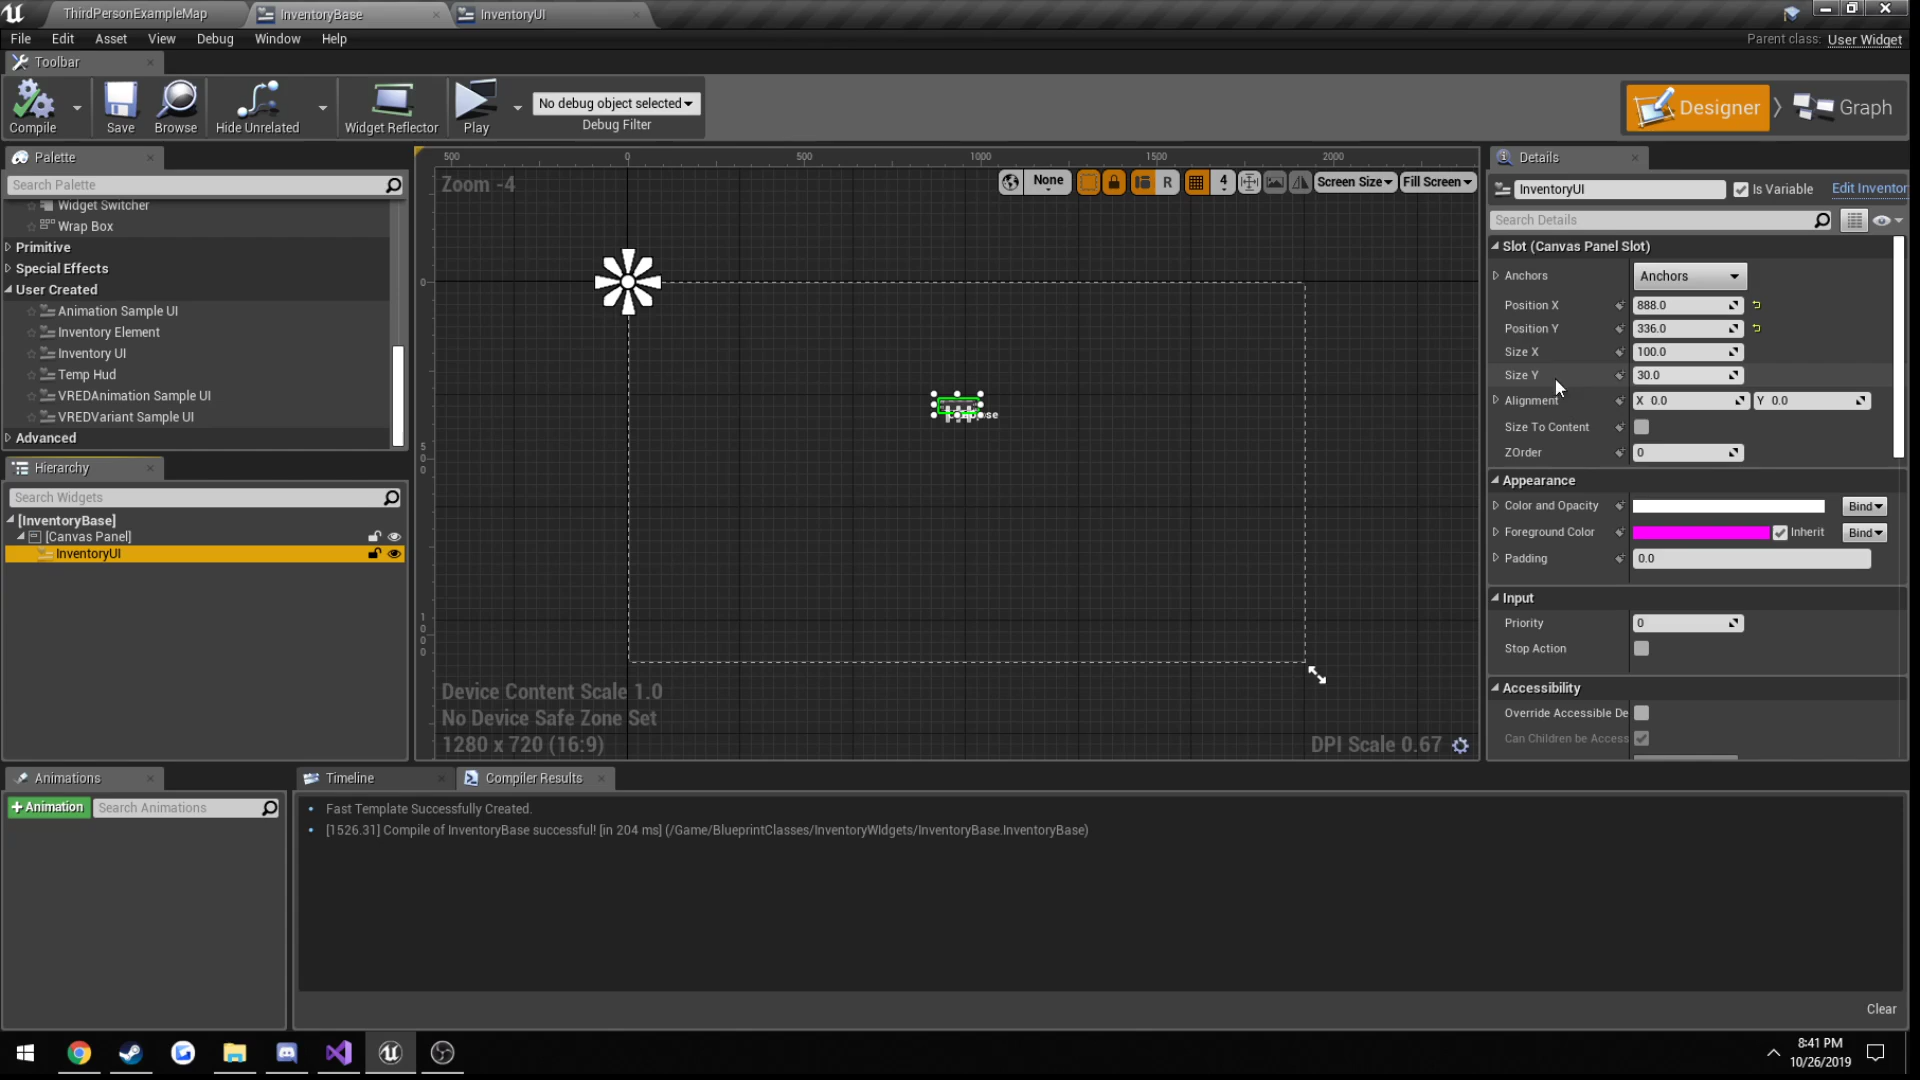 ThirdPersonExampleMap InventoryBase InventoryUI
File Edit Asset View Debug Window Help Parent class: User Widget
Toolbar
Compile Save Browse Hide Unrelated Widget Reflector Play No debug object selected Debug Filter Designer Graph
Palette
Search Palette
Widget Switcher
Wrap Box
Primitive
Special Effects
User Created
Animation Sample UI
Inventory Element
Inventory UI
Temp Hud
VREDAnimation Sample UI
VREDVariant Sample UI
Advanced
Hierarchy
Search Widgets
[InventoryBase]
[Canvas Panel]
InventoryUI
500 0 500 1000 1500 2000
Zoom -4
None R 4 Screen Size Fill Screen
0
500
1000
Device Content Scale 1.0
No Device Safe Zone Set
1280 x 720 (16:9)
DPI Scale 0.67
Details
InventoryUI Is Variable Edit Inventor
Search Details
Slot (Canvas Panel Slot)
Anchors Anchors
Position X 888.0
Position Y 336.0
Size X 100.0
Size Y 30.0
Alignment X 0.0 Y 0.0
Size To Content
ZOrder 0
Appearance
Color and Opacity Bind
Foreground Color Inherit Bind
Padding 0.0
Input
Priority 0
Stop Action
Accessibility
Override Accessible De
Can Children be Access
Animations
+Animation Search Animations
Timeline Compiler Results
Fast Template Successfully Created.
[1526.31] Compile of InventoryBase successful! [in 204 ms] (/Game/BlueprintClasses/InventoryWIdgets/InventoryBase.InventoryBase)
Clear
8:41 PM
10/26/2019